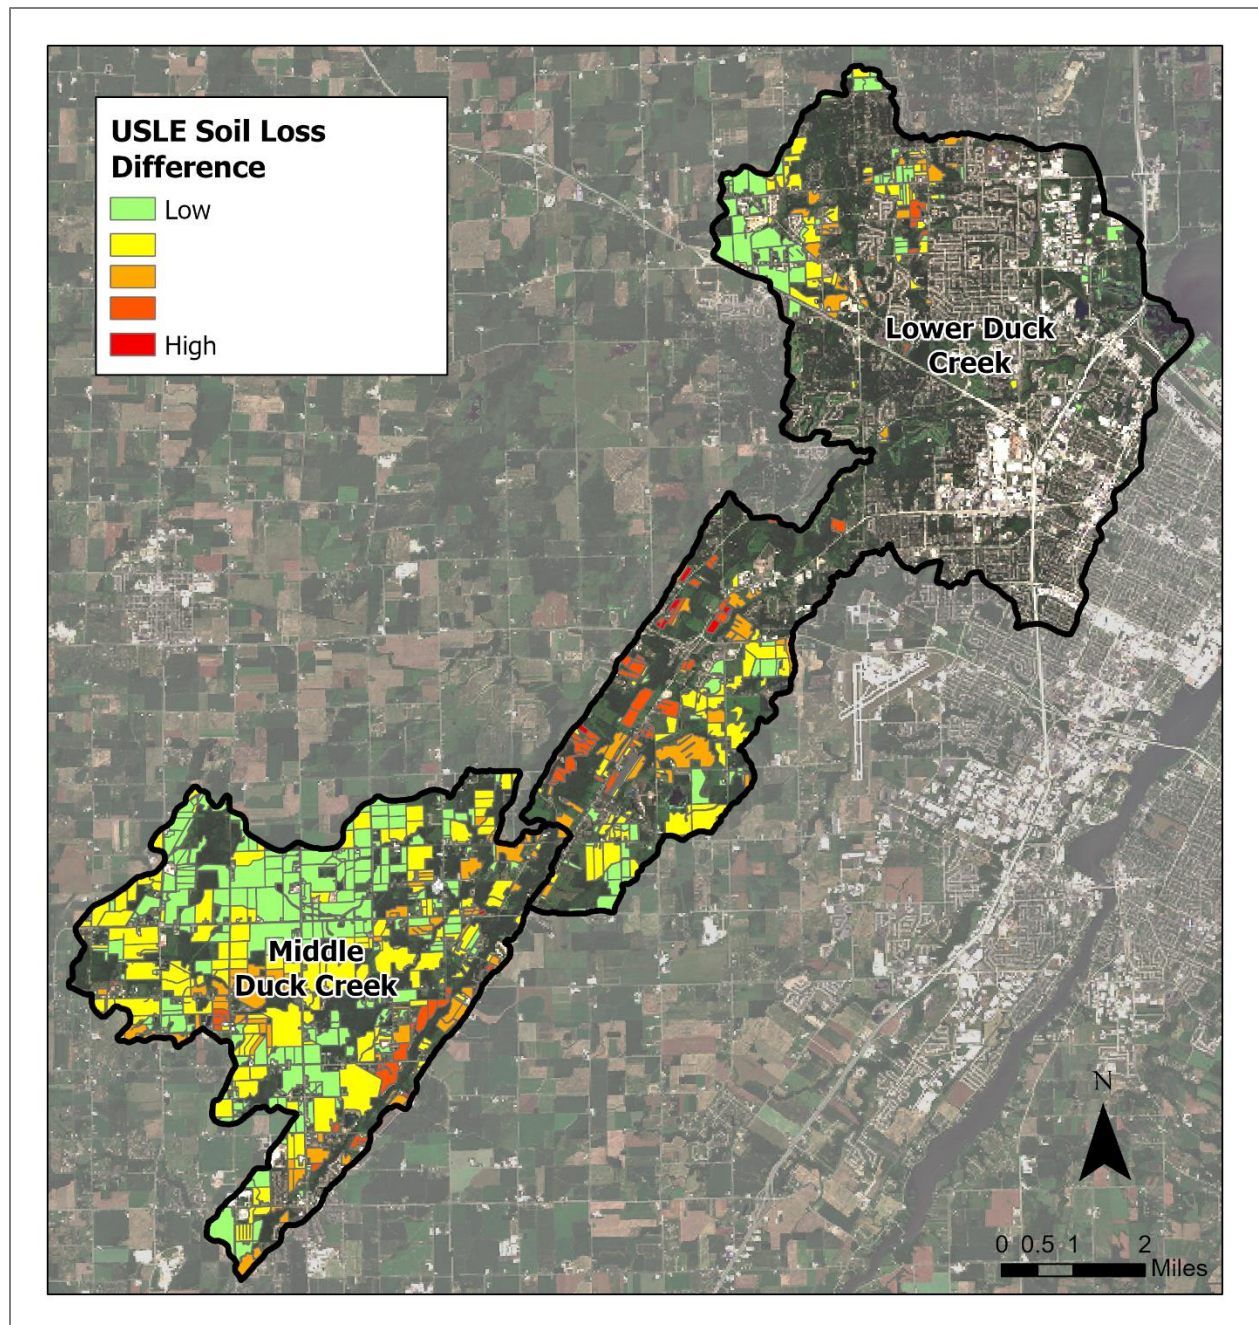 USLE Soil Loss
Difference
Low
High
Lower Duck
Creek
Middle
Duck Creek
N
0 0.5 1 2
Miles